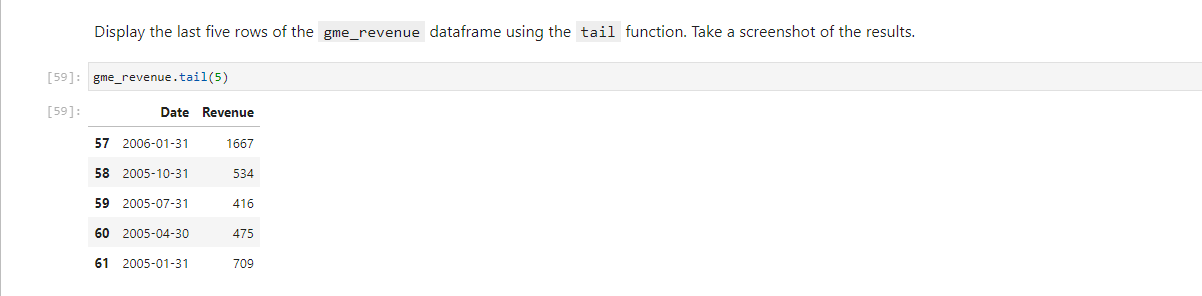 Display the last five rows of the gme_revenue dataframe using the tail function. Take a screenshot of the results.
[59]: gme_revenue.tail(5)
[59]:
Date Revenue
57 2006-01-31 1667
58 2005-10-31 534
59 2005-07-31 416
60 2005-04-30 475
61 2005-01-31 709